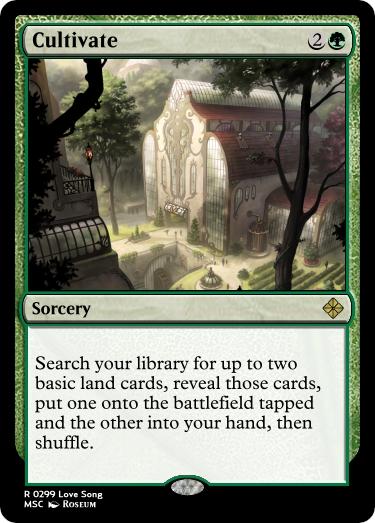 Cultivate 2
Sorcery
Search your library for up to two
basic land cards, reveal those cards,
put one onto the battlefield tapped
and the other into your hand, then
shuffle.
R 0299 Love Song
MSC Roseum